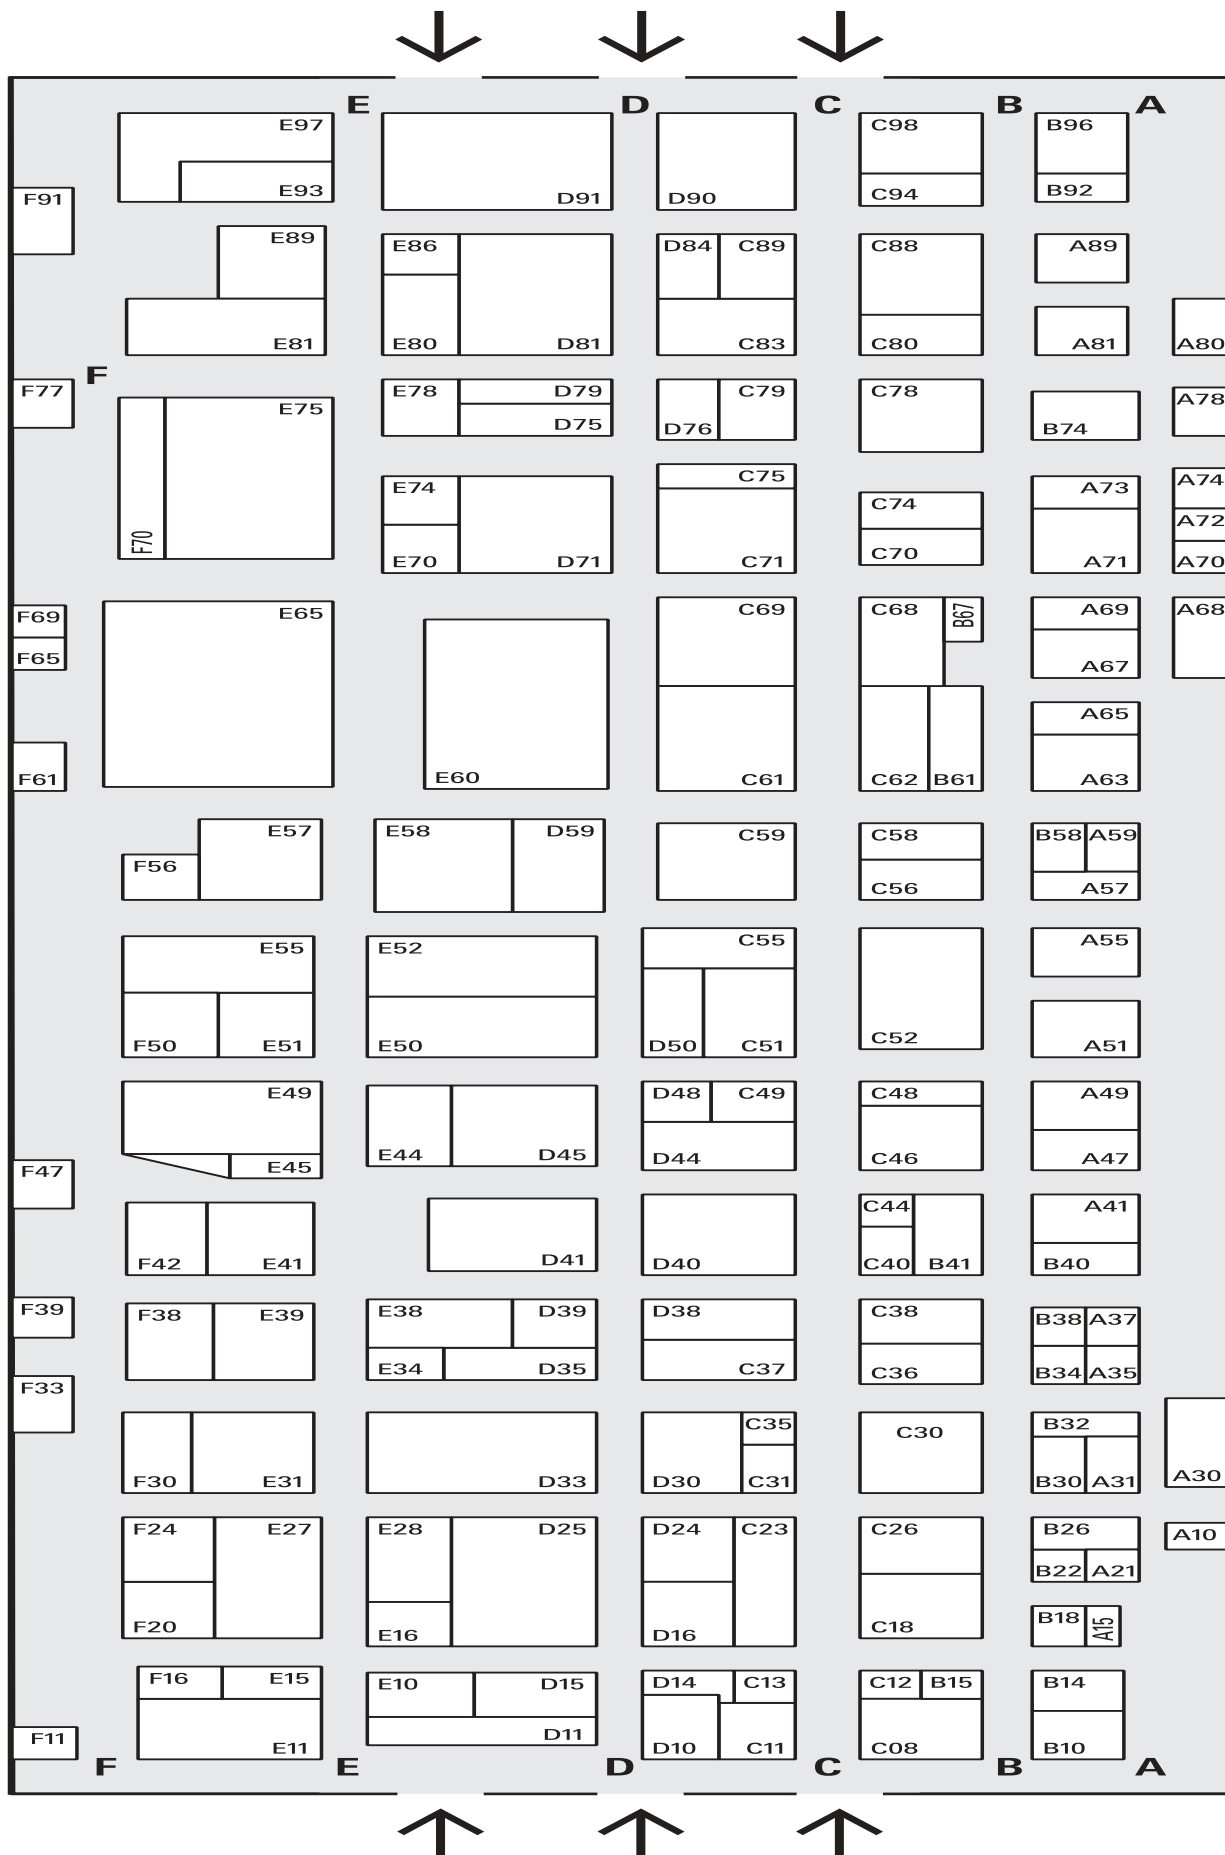 E D C B A
E97 C98 B96
F91 E93 D91 D90 C94 B92
E89 E86 D84 C89 C88 A89
E81 E80 D81 C83 C80 A81 A80
F
F77 E78 D79 C79 C78 A78
E75 D75 D76 B74
E74 C75 A73 A74
C74 A72
F70 E70 D71 C71 C70 A71 A70
F69 E65 C69 C68 B67 A69 A68
F65 A67
A65
F61 E60 C61 C62 B61 A63
E57 E58 D59 C59 C58 B58 A59
F56 C56 A57
E55 E52 C55 A55
F50 E51 E50 D50 C51 C52 A51
E49 D48 C49 C48 A49
F47 E45 E44 D45 D44 C46 A47
C44 A41
F42 E41 D41 D40 C40 B41 B40
F39 F38 E39 E38 D39 D38 C38 B38 A37
F33 E34 D35 C37 C36 B34 A35
C35 C30 B32
F30 E31 D33 D30 C31 B30 A31 A30
F24 E27 E28 D25 D24 C23 C26 B26 A10
B22 A21
F20 E16 D16 C18 B18 A15
F16 E15 E10 D15 D14 C13 C12 B15 B14
F11 E11 D11 D10 C11 C08 B10
F E D C B A